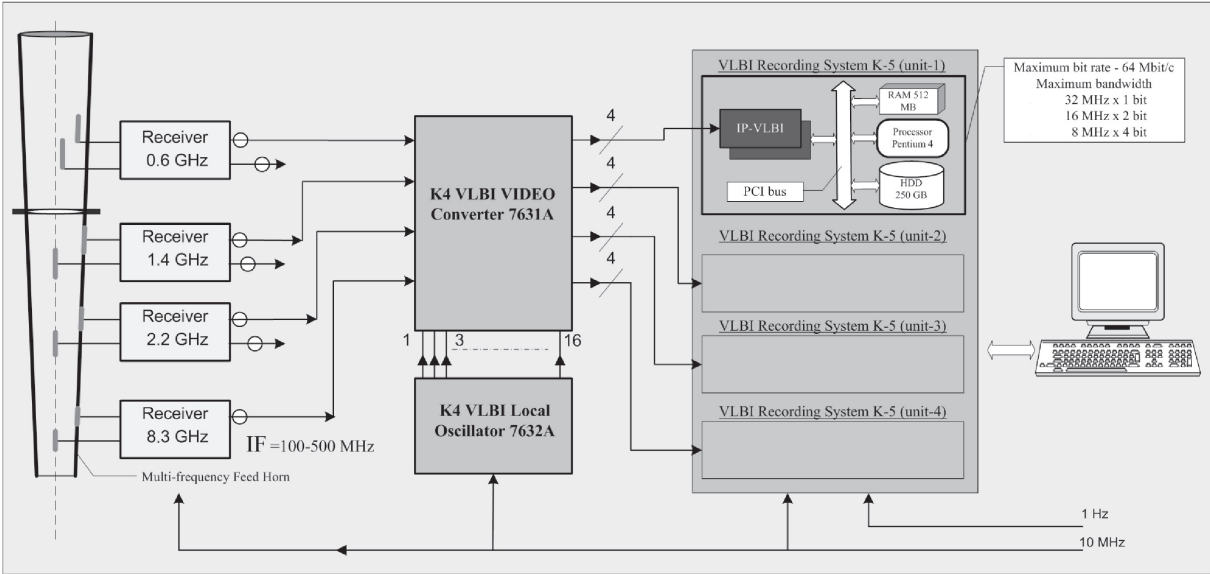 Receiver
0.6 GHz
Receiver
1.4 GHz
Receiver
2.2 GHz
Receiver
8.3 GHz
IF =100-500 MHz
Multi-frequency Feed Horn
K4 VLBI VIDEO
Converter 7631A
1
3
16
K4 VLBI Local
Oscillator 7632A
4
4
4
4
VLBI Recording System K-5 (unit-1)
IP-VLBI
PCI bus
RAM 512
MB
Processor
Pentium 4
HDD
250 GB
VLBI Recording System K-5 (unit-2)
VLBI Recording System K-5 (unit-3)
VLBI Recording System K-5 (unit-4)
Maximum bit rate - 64 Mbit/c
Maximum bandwidth
32 MHz x 1 bit
16 MHz x 2 bit
8 MHz x 4 bit
1 Hz
10 MHz